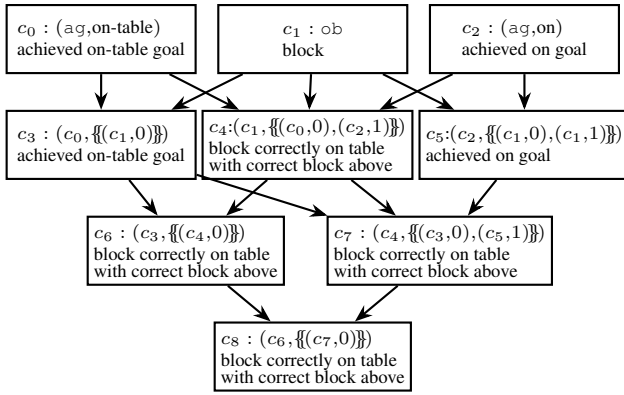 c₀ : (ag,on-table)
achieved on-table goal
c₁ : ob
block
c₂ : (ag,on)
achieved on goal
c₃ : (c₀,{{(c₁,0)}})
achieved on-table goal
c₄:(c₁,{{(c₀,0),(c₂,1)}})
block correctly on table
with correct block above
c₅:(c₂,{{(c₁,0),(c₁,1)}})
achieved on goal
c₆ : (c₃,{{(c₄,0)}})
block correctly on table
with correct block above
c₇ : (c₄,{{(c₃,0),(c₅,1)}})
block correctly on table
with correct block above
c₈ : (c₆,{{(c₇,0)}})
block correctly on table
with correct block above